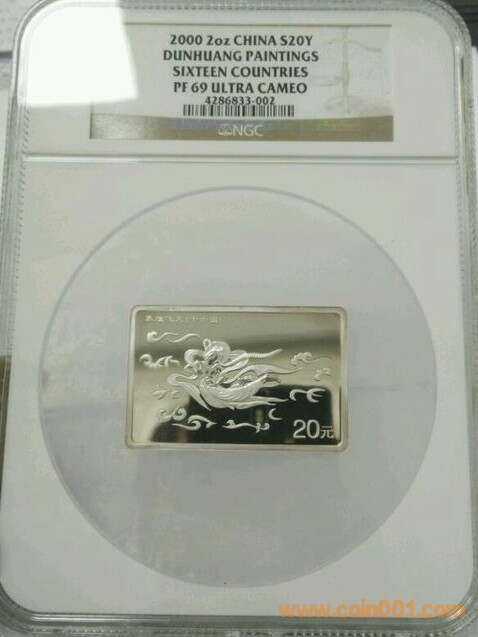 2000 2oz CHINA S20Y
DUNHUANG PAINTINGS
SIXTEEN COUNTRIES
PF 69 ULTRA CAMEO
4286833-002
NGC
20元
www.coin001.com